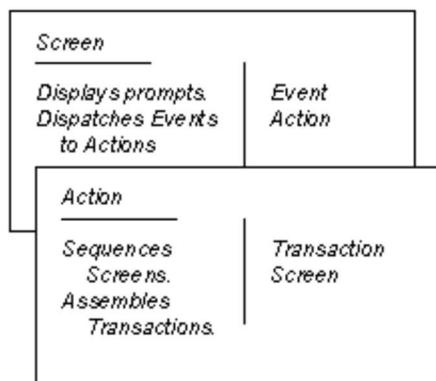 Screen
Displays prompts.
Dispatches Events
to Actions
Event
Action
Action
Sequences
Screens.
Assembles
Transactions.
Transaction
Screen